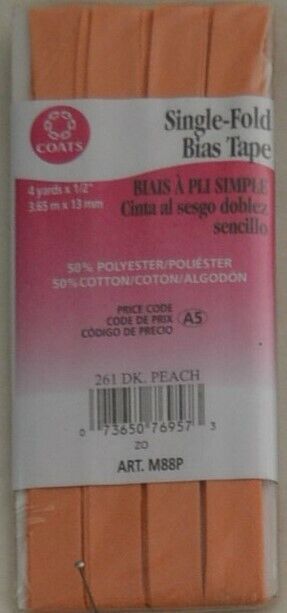 COATS
Single-Fold
Bias Tape
4 yards x 1/2"
3.65 m x 13 mm
BIAIS À PLI SIMPLE
Cinta al sesgo doblez
sencillo
50% POLYESTER/POLIÉSTER
50% COTTON/COTON/ALGODÓN
PRICE CODE
CODE DE PRIX
CÓDIGO DE PRECIO
A5
261 DK. PEACH
0 73650 76957 3
ZO
ART. M88P